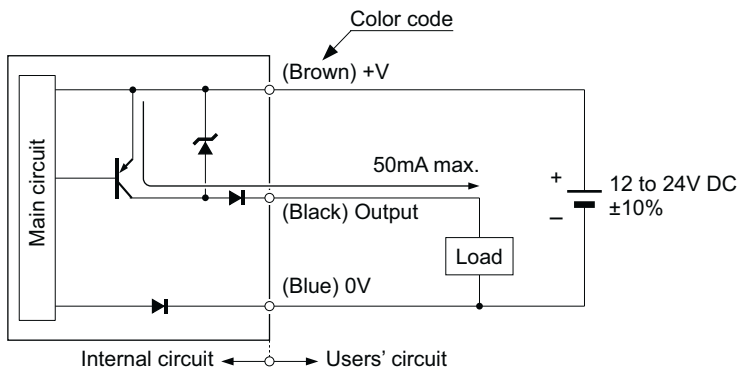 Color code
(Brown) +V
Main circuit
50mA max.
(Black) Output
+
–
12 to 24V DC
±10%
Load
(Blue) 0V
Internal circuit
Users’ circuit